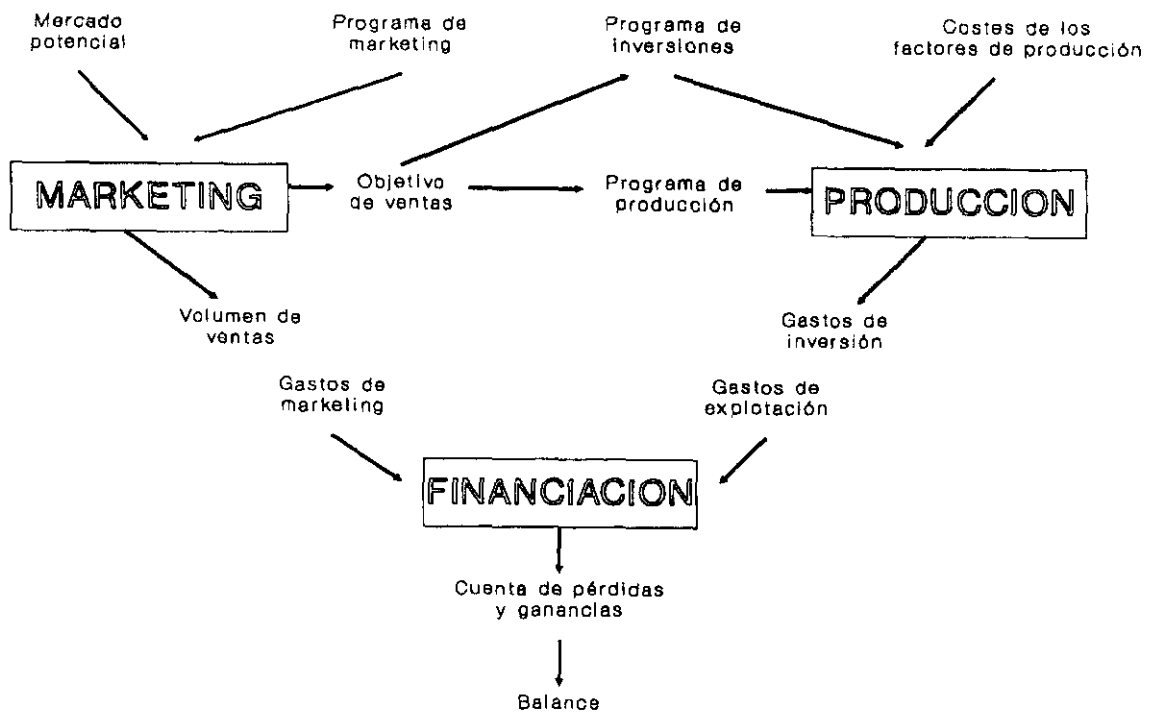 Mercado
potencial
Programa de
marketing
Programa de
inversiones
Costes de los
factores de producción
MARKETING
Objetivo
de ventas
Programa de
producción
PRODUCCION
Volumen de
ventas
Gastos de
inversión
Gastos de
marketing
Gastos de
explotación
FINANCIACION
Cuenta de pérdidas
y ganancias
Balance